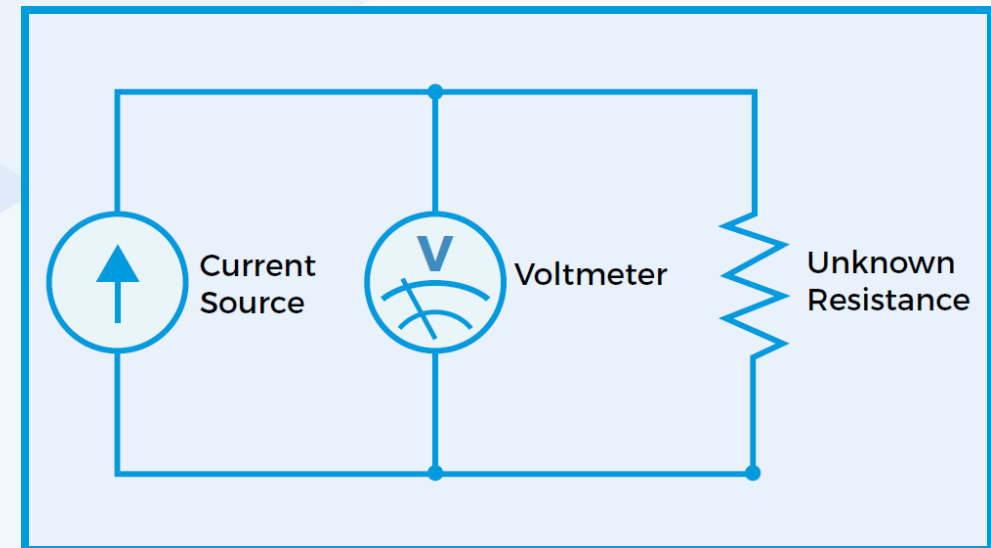 Current
Source
V
Voltmeter
Unknown
Resistance